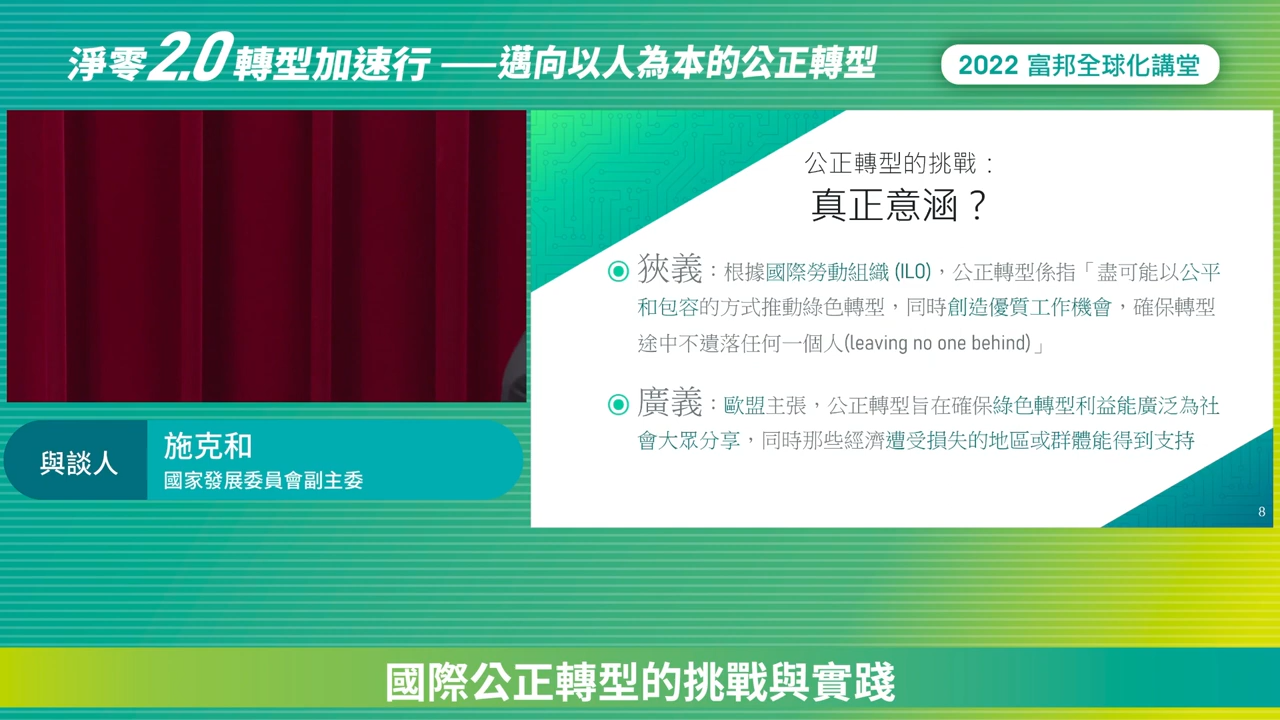 淨零2.0轉型加速行——邁向以人為本的公正轉型
2022 富邦全球化講堂
公正轉型的挑戰：
真正意涵？
狹義：根據國際勞動組織 (ILO)，公正轉型係指「盡可能以公平
和包容的方式推動綠色轉型，同時創造優質工作機會，確保轉型
途中不遺落任何一個人(leaving no one behind)」
廣義：歐盟主張，公正轉型旨在確保綠色轉型利益能廣泛為社
會大眾分享，同時那些經濟遭受損失的地區或群體能得到支持
8
與談人
施克和
國家發展委員會副主委
國際公正轉型的挑戰與實踐